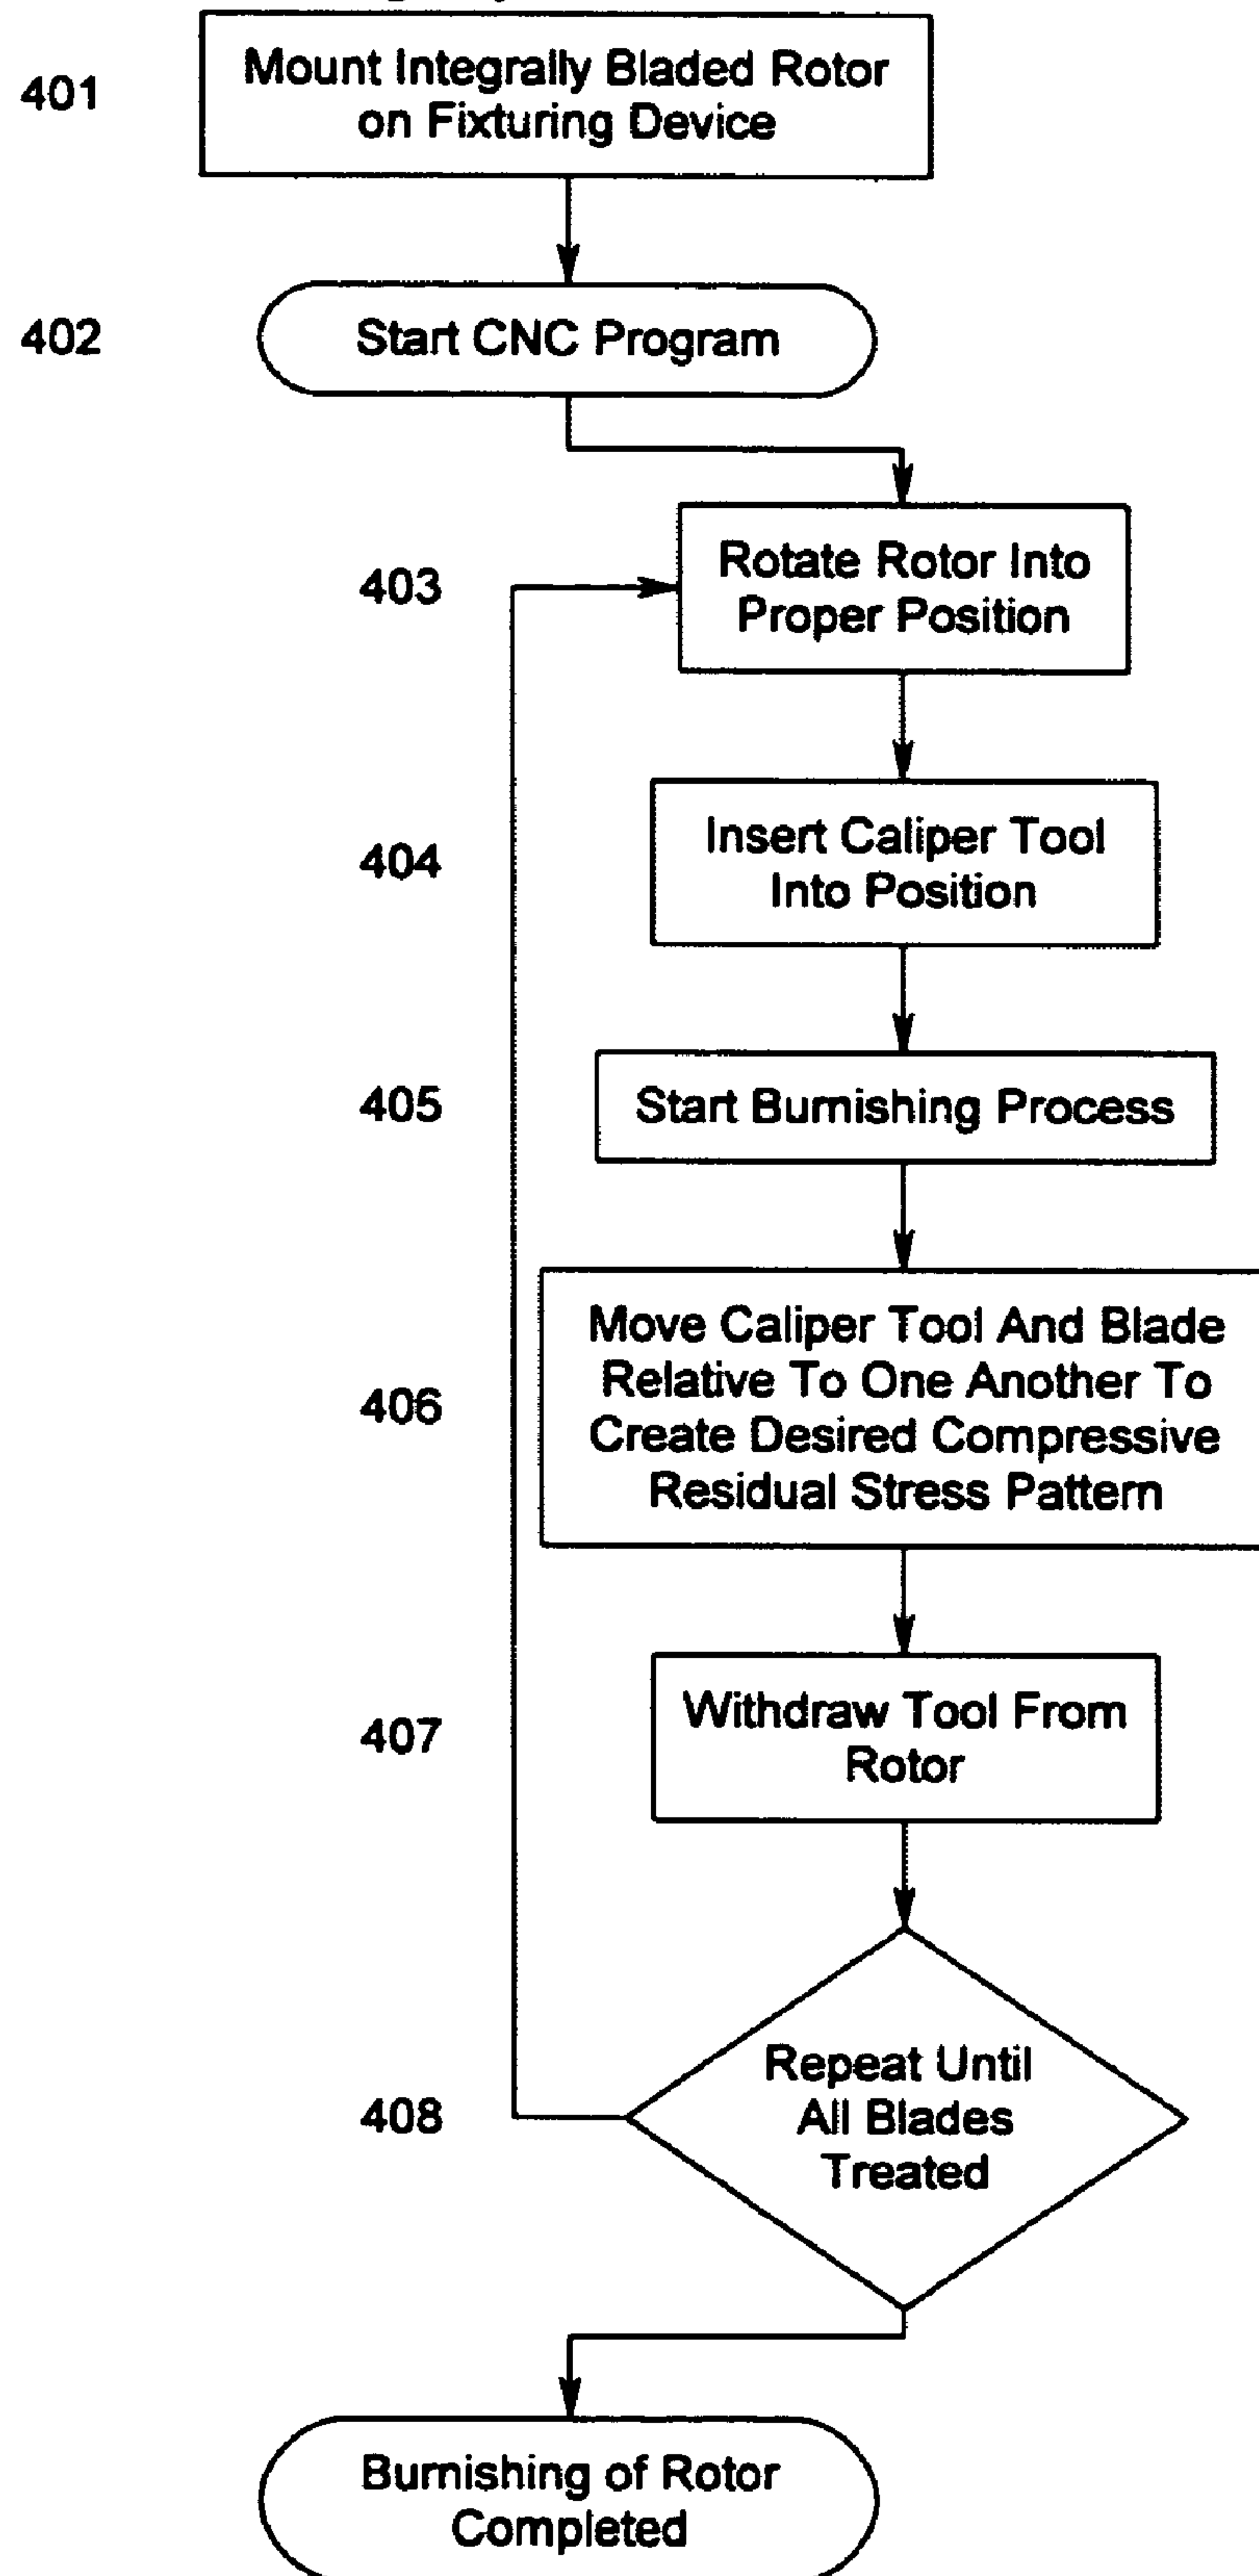 401
Mount Integrally Bladed Rotor
on Fixturing Device
402
Start CNC Program
403
Rotate Rotor Into
Proper Position
404
Insert Caliper Tool
Into Position
405
Start Burnishing Process
406
Move Caliper Tool And Blade
Relative To One Another To
Create Desired Compressive
Residual Stress Pattern
407
Withdraw Tool From
Rotor
408
Repeat Until
All Blades
Treated
Burnishing of Rotor
Completed